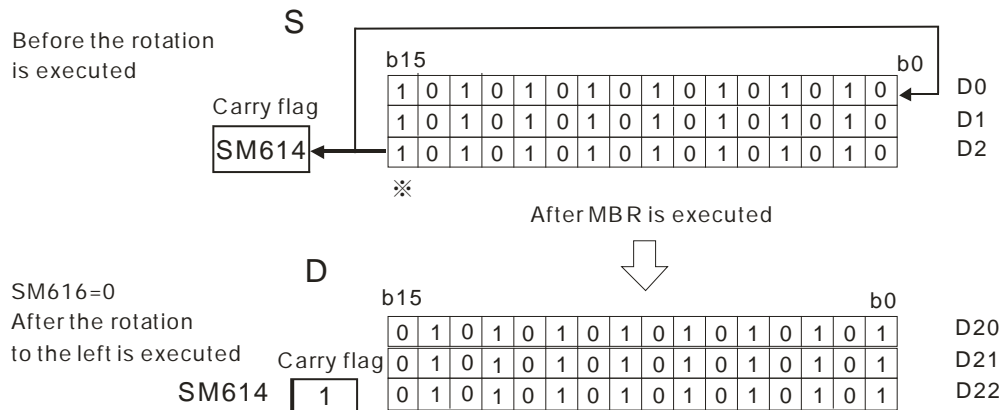 S
Before the rotation
is executed
b15 b0
1 0 1 0 1 0 1 0 1 0 1 0 1 0 1 0 D0
Carry flag
1 0 1 0 1 0 1 0 1 0 1 0 1 0 1 0 D1
SM614 1 0 1 0 1 0 1 0 1 0 1 0 1 0 1 0 D2
※
After MBR is executed
D
SM616=0
b15 b0
After the rotation
0 1 0 1 0 1 0 1 0 1 0 1 0 1 0 1 D20
to the left is executed
Carry flag 0 1 0 1 0 1 0 1 0 1 0 1 0 1 0 1 D21
SM614 1 0 1 0 1 0 1 0 1 0 1 0 1 0 1 0 1 D22